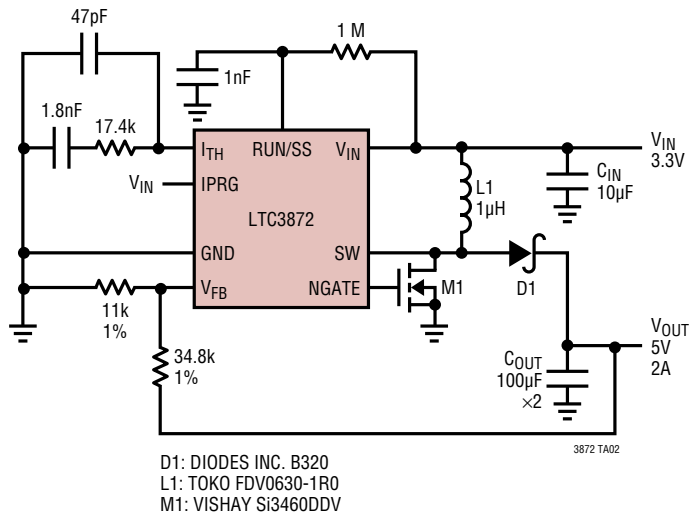 47pF
1 M
1nF
1.8nF
17.4k
ITH
RUN/SS
VIN
VIN
3.3V
CIN
10µF
VIN
IPRG
L1
1µH
LTC3872
GND
SW
D1
VFB
NGATE
M1
11k
1%
34.8k
1%
VOUT
5V
2A
COUT
100µF
×2
3872 TA02
D1: DIODES INC. B320
L1: TOKO FDV0630-1R0
M1: VISHAY Si3460DDV